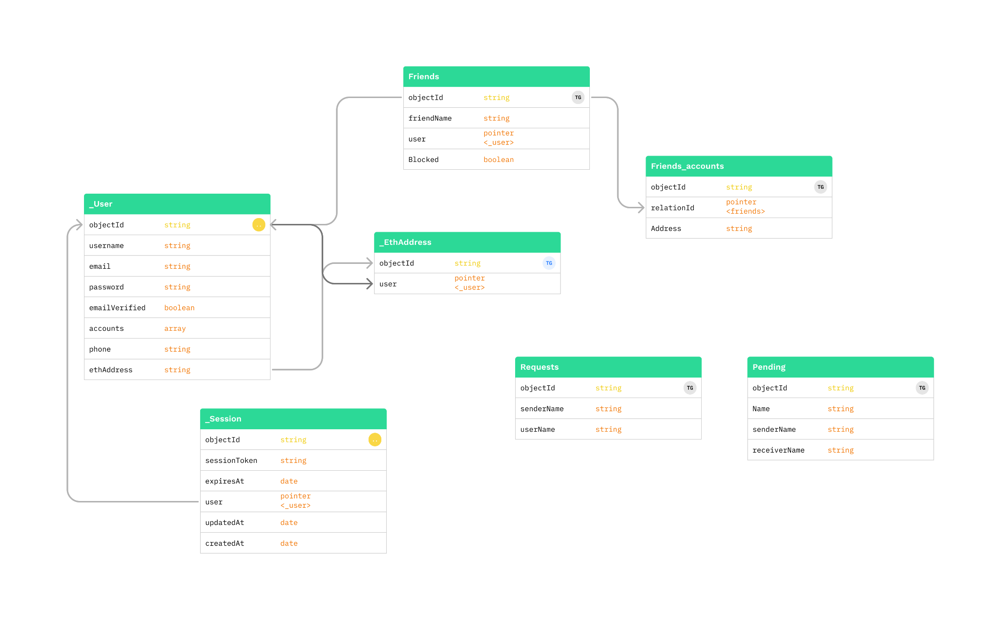 Friends
objectId string TG
friendName string
user pointer
<_user>
Blocked boolean
Friends_accounts
objectId string TG
relationId pointer
<friends>
Address string
_User
objectId string ..
username string
email string
password string
emailVerified boolean
accounts array
phone string
ethAddress string
_EthAddress
objectId string TG
user pointer
<_user>
Requests
objectId string TG
senderName string
userName string
Pending
objectId string TG
Name string
senderName string
receiverName string
_Session
objectId string ..
sessionToken string
expiresAt date
user pointer
<_user>
updatedAt date
createdAt date